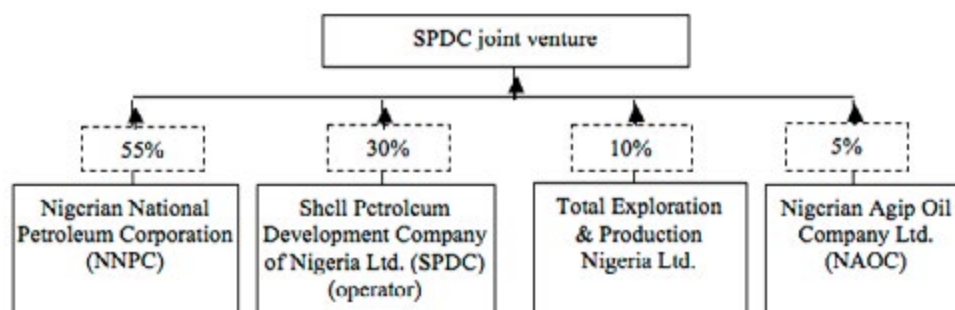 SPDC joint venture
55%
30%
10%
5%
Nigerian National
Petroleum Corporation
(NNPC)
Shell Petroleum
Development Company
of Nigeria Ltd. (SPDC)
(operator)
Total Exploration
& Production
Nigeria Ltd.
Nigerian Agip Oil
Company Ltd.
(NAOC)